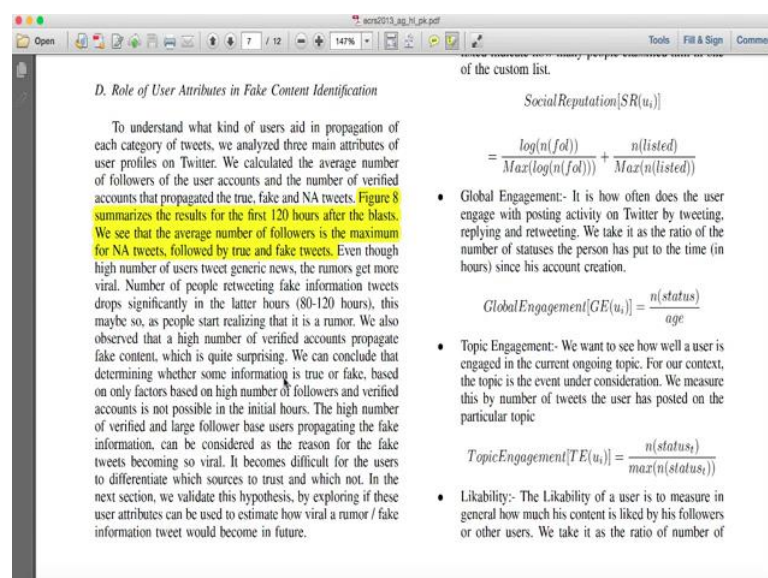 ecrs2013_ag_hl_pk.pdf
Open
7 / 12
147%
Tools
Fill & Sign
Comme
D. Role of User Attributes in Fake Content Identification
To understand what kind of users aid in propagation of
each category of tweets, we analyzed three main attributes
of user profiles on Twitter. We calculated the average number
of followers of the user accounts and the number of verified
accounts that propagated the true, fake and NA tweets. Figure 8
summarizes the results for the first 120 hours after the blasts.
We see that the average number of followers is the maximum
for NA tweets, followed by true and fake tweets. Even though
high number of users tweet generic news, the rumors get more
viral. Number of people retweeting fake information tweets
drops significantly in the latter hours (80-120 hours), this
maybe so, as people start realizing that it is a rumor. We also
observed that a high number of verified accounts propagate
fake content, which is quite surprising. We can conclude that
determining whether some information is true or fake, based
on only factors based on high number of followers and verified
accounts is not possible in the initial hours. The high number
of verified and large follower base users propagating the fake
information, can be considered as the reason for the fake
tweets becoming so viral. It becomes difficult for the users
to differentiate which sources to trust and which not. In the
next section, we validate this hypothesis, by exploring if these
user attributes can be used to estimate how viral a rumor / fake
information tweet would become in future.
of the custom list.
SocialReputation[SR(u_i)]
= log(n(fol)) / Max(log(n(fol))) + n(listed) / Max(n(listed))
• Global Engagement:- It is how often does the user
engage with posting activity on Twitter by tweeting,
replying and retweeting. We take it as the ratio of the
number of statuses the person has put to the time (in
hours) since his account creation.
GlobalEngagement[GE(u_i)] = n(status) / age
• Topic Engagement:- We want to see how well a user is
engaged in the current ongoing topic. For our context,
the topic is the event under consideration. We measure
this by number of tweets the user has posted on the
particular topic
TopicEngagement[TE(u_i)] = n(status_t) / max(n(status_t))
• Likability:- The Likability of a user is to measure in
general how much his content is liked by his followers
or other users. We take it as the ratio of number of